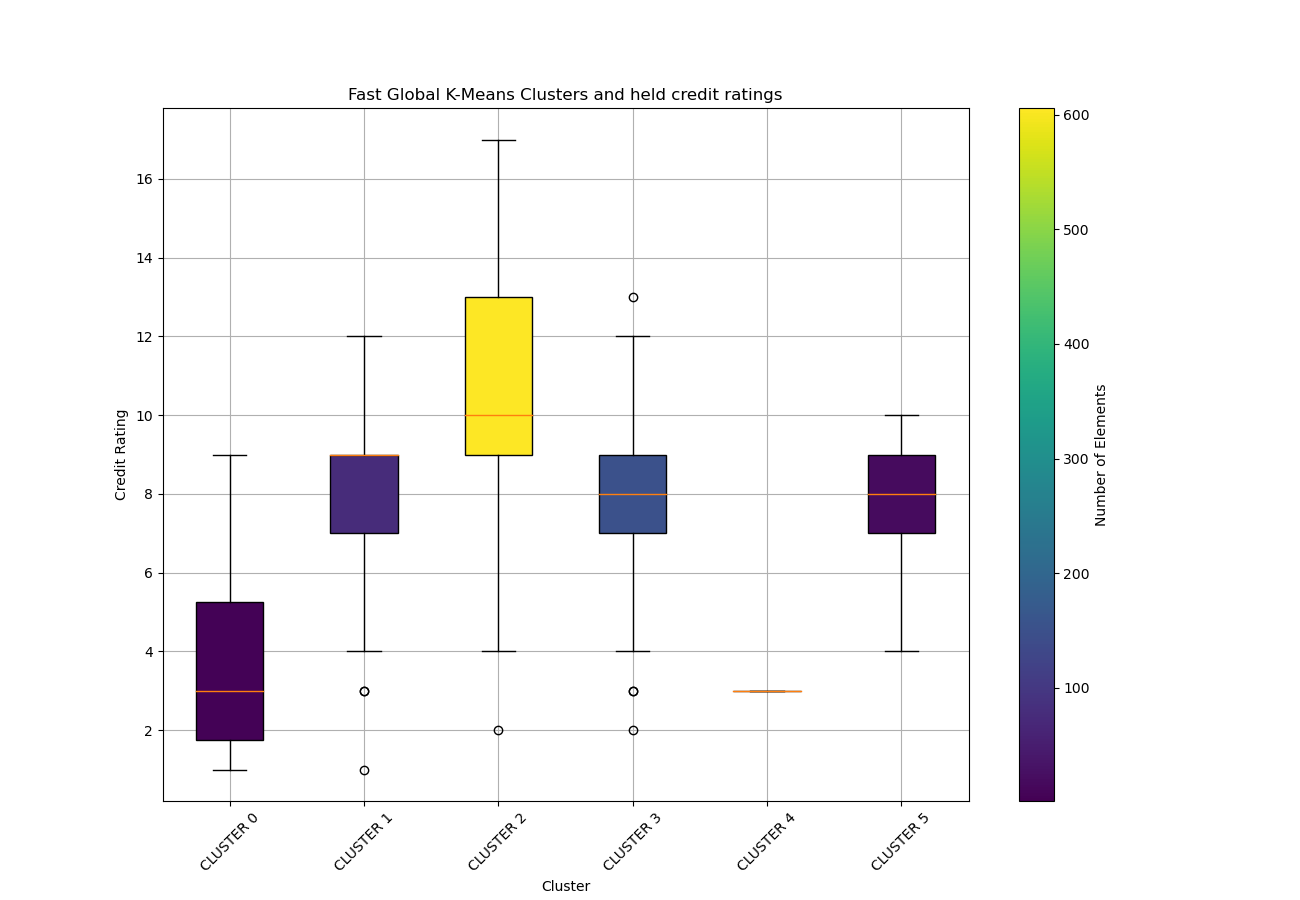 Fast Global K-Means Clusters and held credit ratings
Credit Rating
16
14
12
10
8
6
4
2
CLUSTER 0
CLUSTER 1
CLUSTER 2
CLUSTER 3
CLUSTER 4
CLUSTER 5
Cluster
600
500
400
300
200
100
Number of Elements